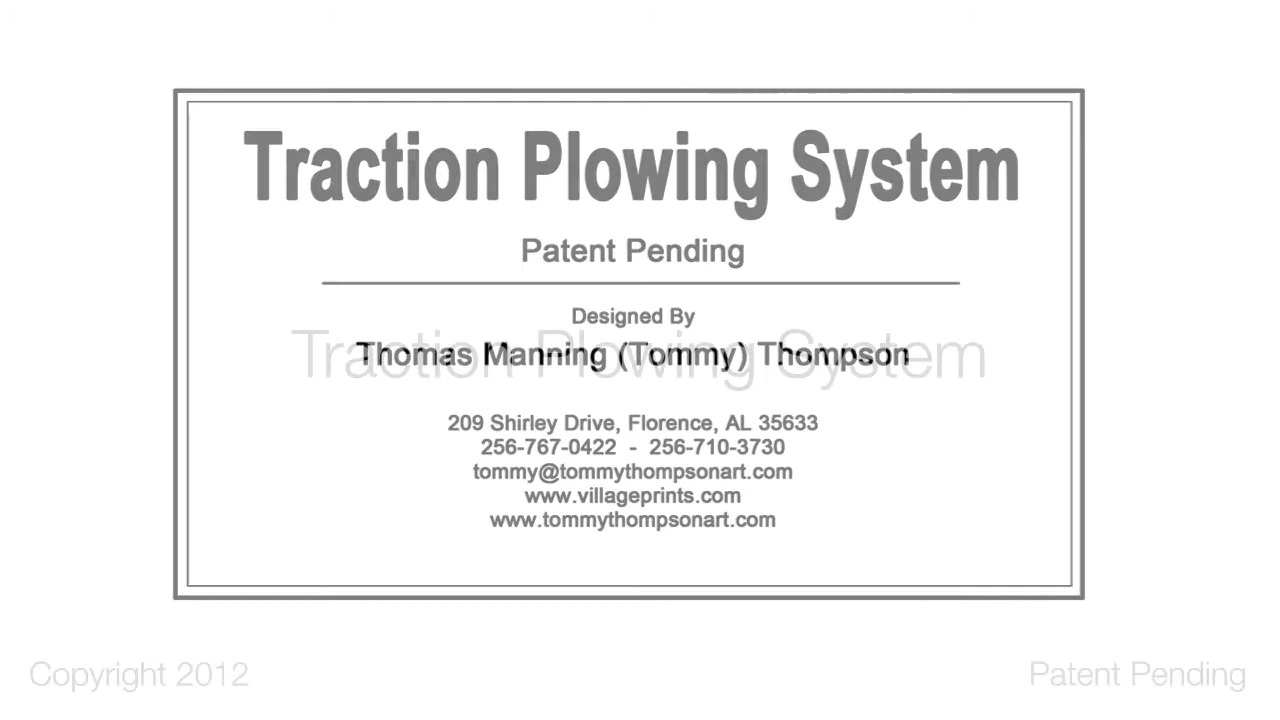 Traction Plowing System
Patent Pending
Designed By
Traction Plowing System
Thomas Manning (Tommy) Thompson
209 Shirley Drive, Florence, AL 35633
256-767-0422 - 256-710-3730
tommy@tommythompsonart.com
www.villageprints.com
www.tommythompsonart.com
Copyright 2012
Patent Pending